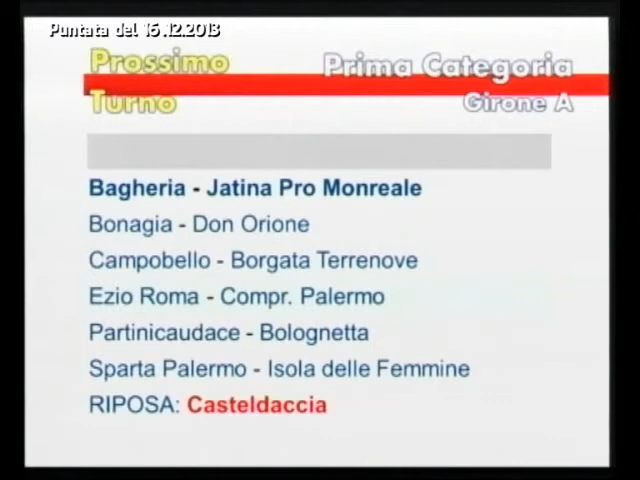 Puntata del 16.12.2013
Prossimo
Turno
Prima Categoria
Girone A
Bagheria - Jatina Pro Monreale
Bonagia - Don Orione
Campobello - Borgata Terrenove
Ezio Roma - Compr. Palermo
Partinicaudace - Bolognetta
Sparta Palermo - Isola delle Femmine
RIPOSA: Casteldaccia